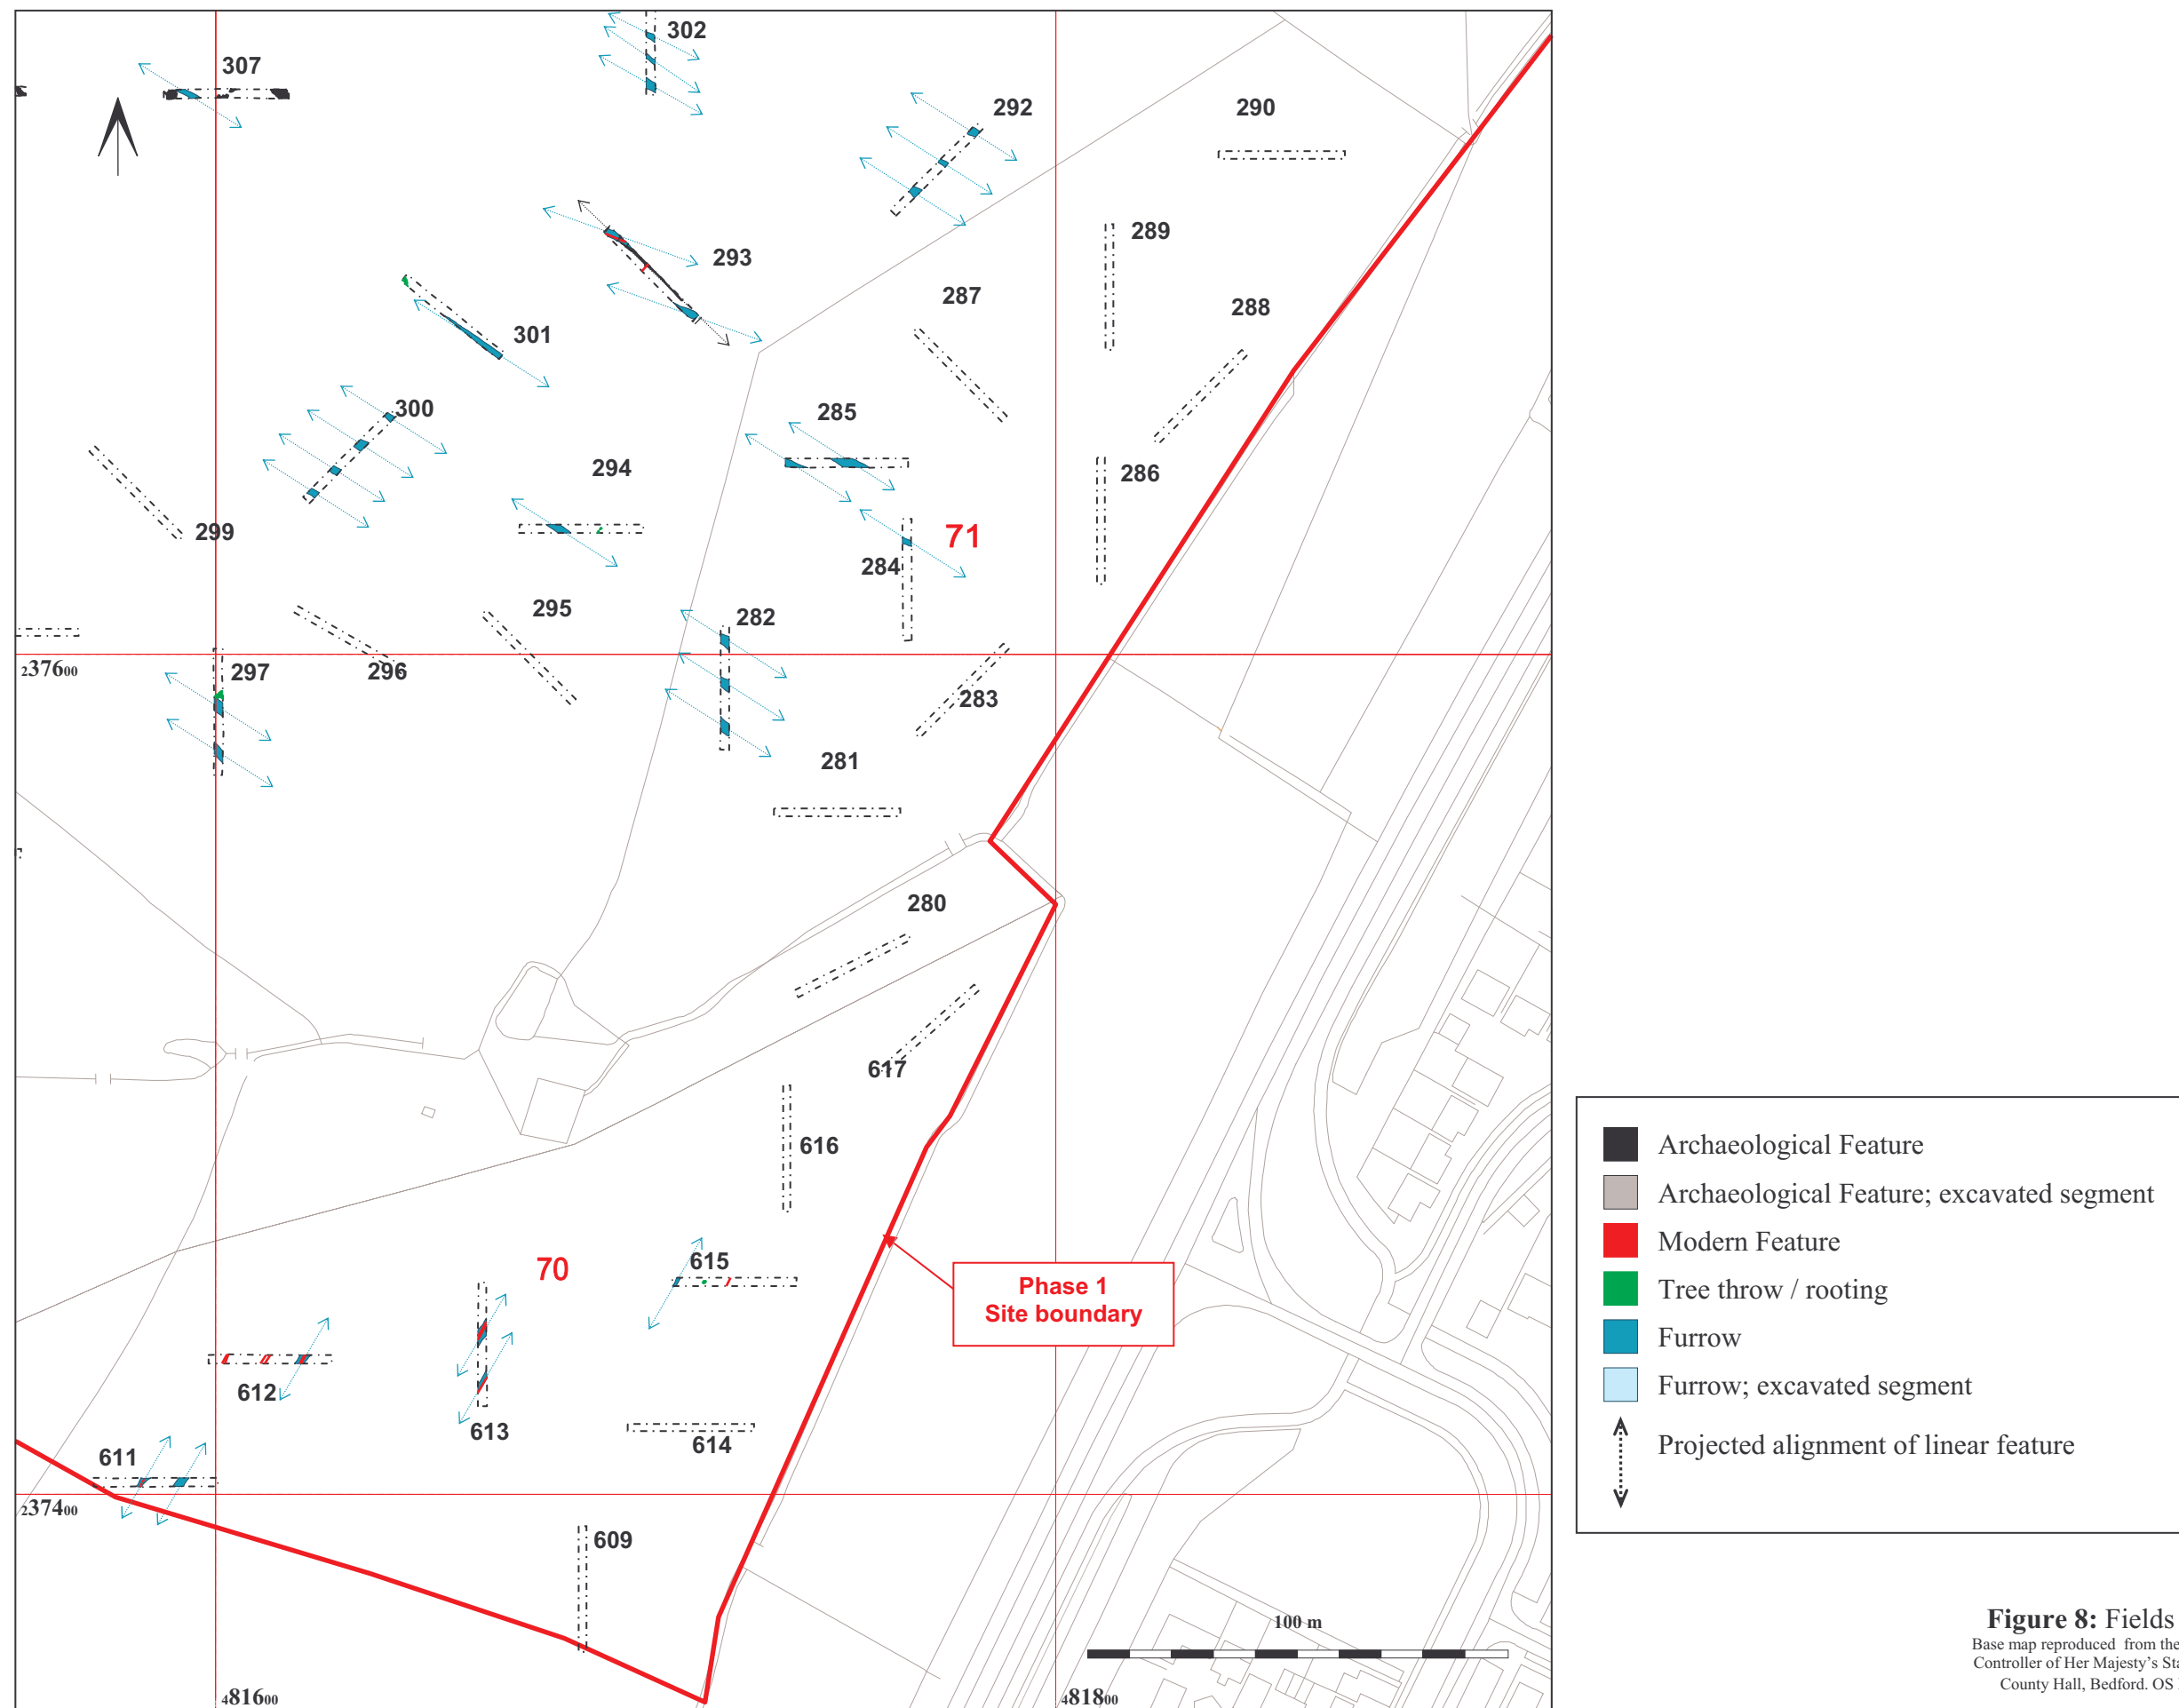 302
307
292
290
289
293
287
288
301
300
285
294
286
299
71
284
295
282
237600
297
296
283
281
280
617
616
615
70
Phase 1
Site boundary
612
613
614
611
237400
609
100 m
481600
481800
Archaeological Feature
Archaeological Feature; excavated segment
Modern Feature
Tree throw / rooting
Furrow
Furrow; excavated segment
Projected alignment of linear feature
Figure 8: Fields
Base map reproduced from the
Controller of Her Majesty's Sta
County Hall, Bedford. OS